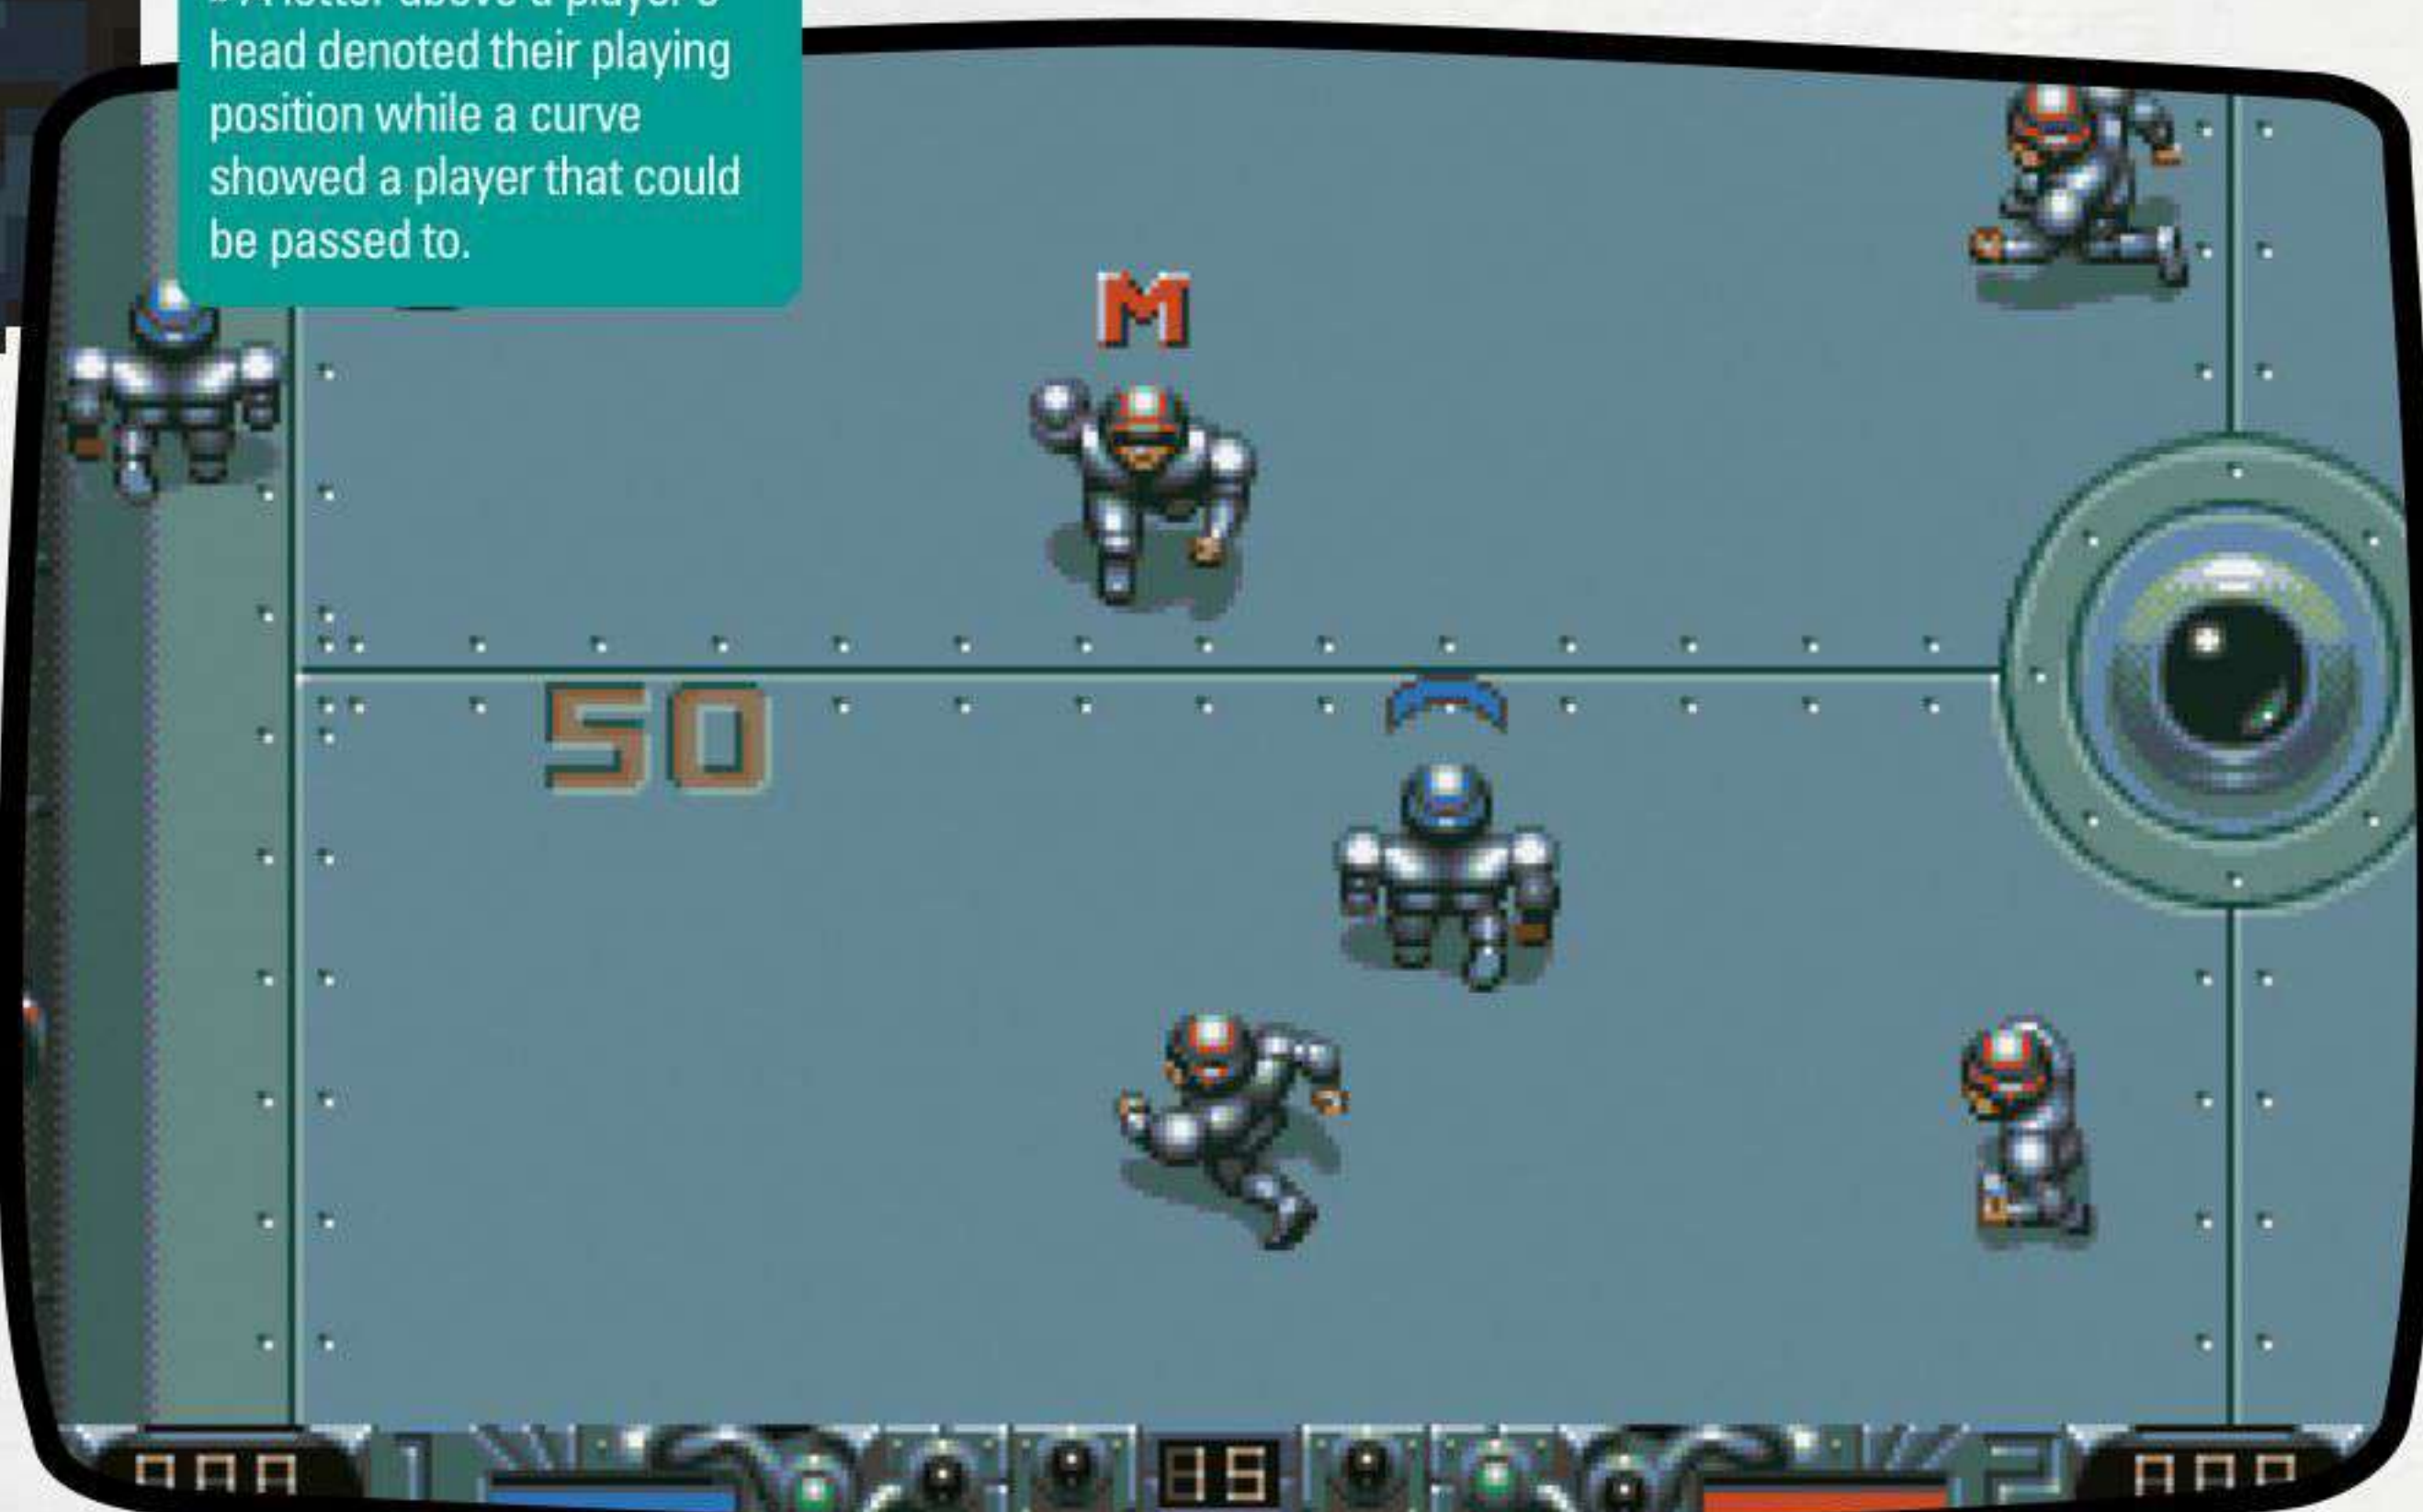 head denoted their playing
position while a curve
showed a player that could
be passed to.
M
50
15